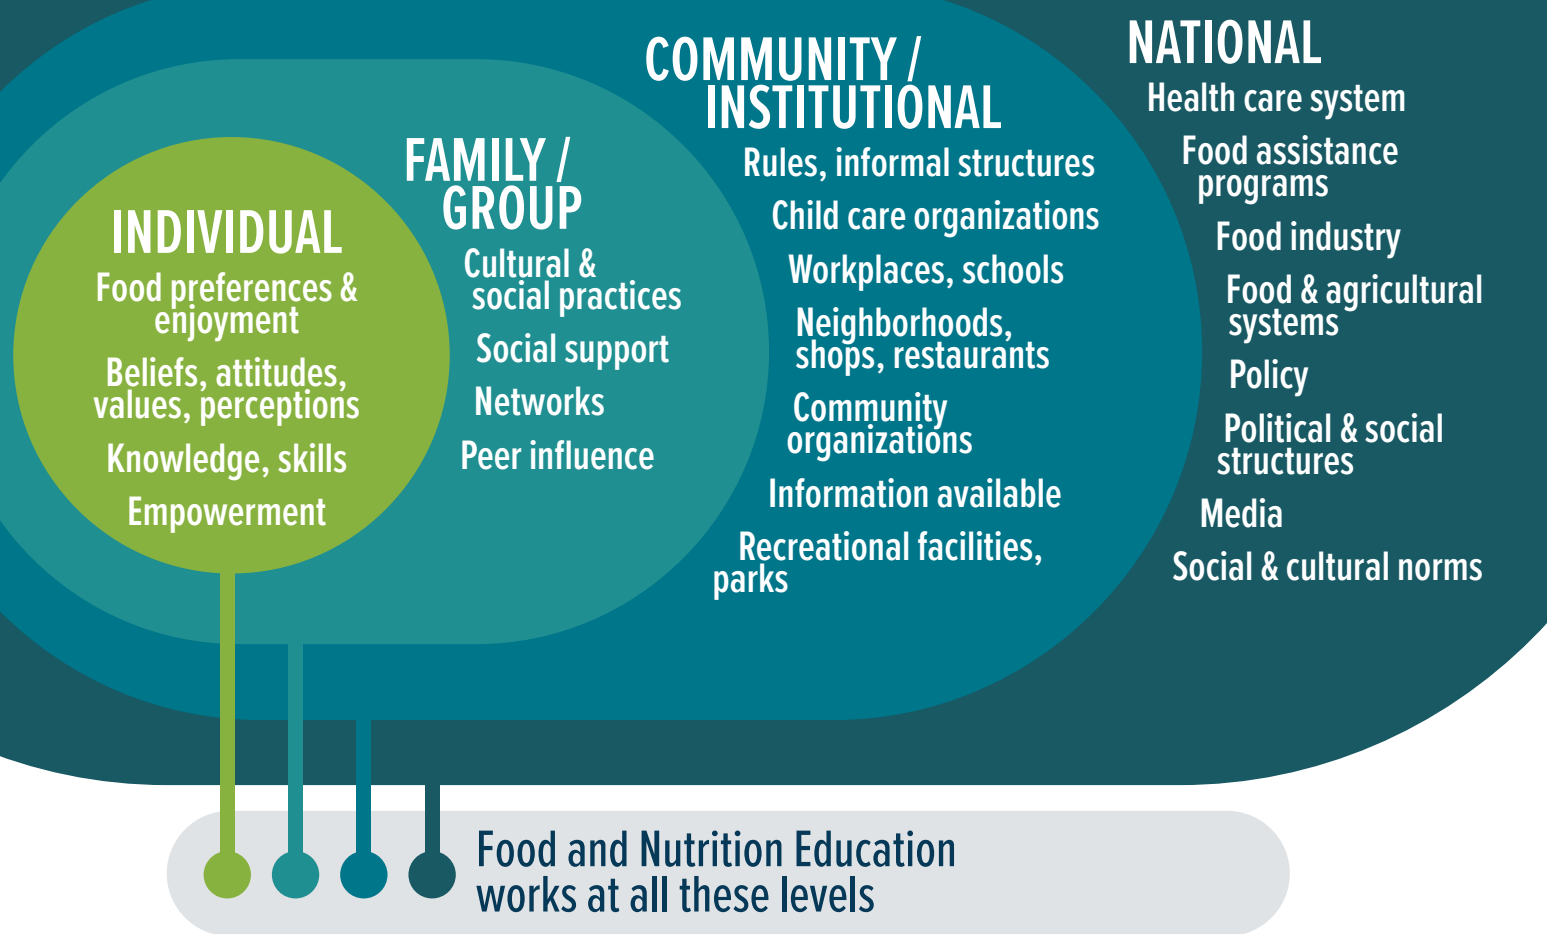 INDIVIDUAL
Food preferences &
enjoyment
Beliefs, attitudes,
values, perceptions
Knowledge, skills
Empowerment
FAMILY /
GROUP
Cultural &
social practices
Social support
Networks
Peer influence
COMMUNITY /
INSTITUTIONAL
Rules, informal structures
Child care organizations
Workplaces, schools
Neighborhoods,
shops, restaurants
Community
organizations
Information available
Recreational facilities,
parks
NATIONAL
Health care system
Food assistance
programs
Food industry
Food & agricultural
systems
Policy
Political & social
structures
Media
Social & cultural norms
Food and Nutrition Education
works at all these levels